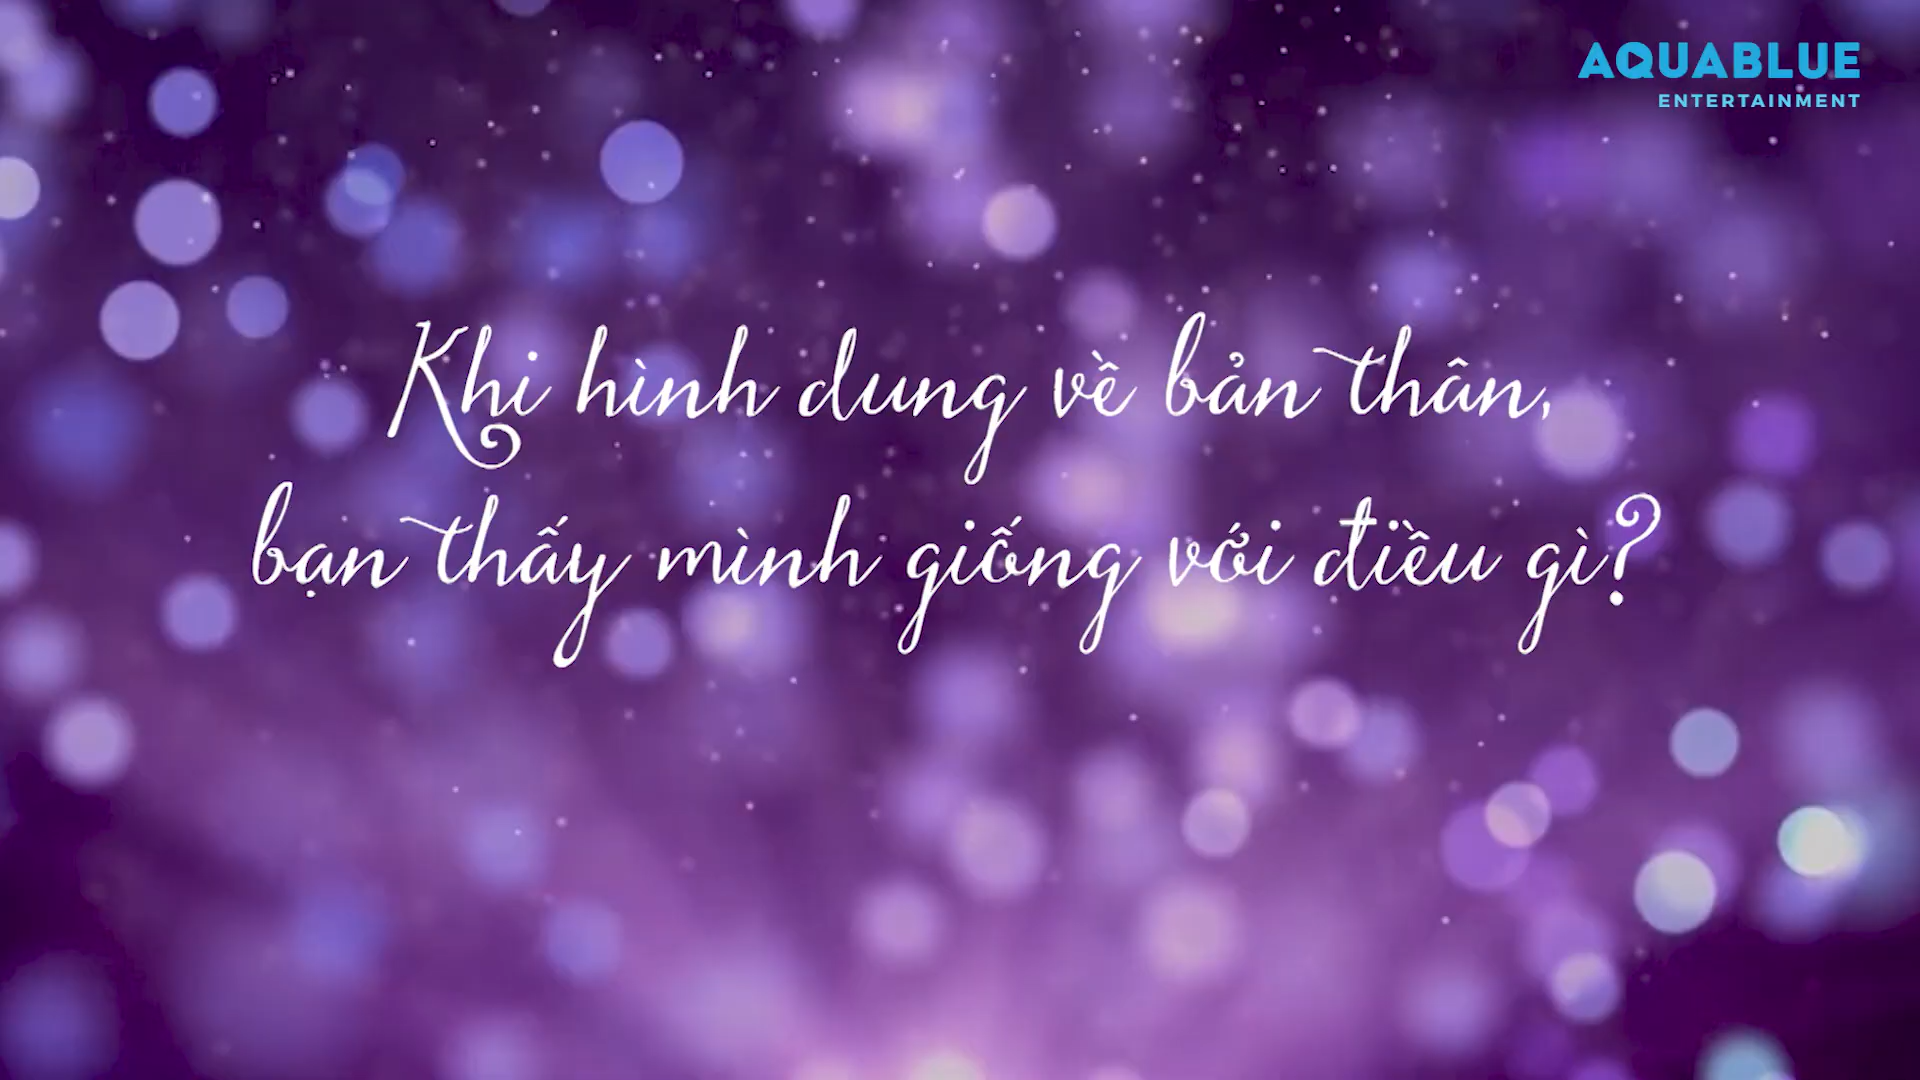 AQUABLUE
ENTERTAINMENT
Khi hình dung về bản thân,
bạn thấy mình giống với điều gì?